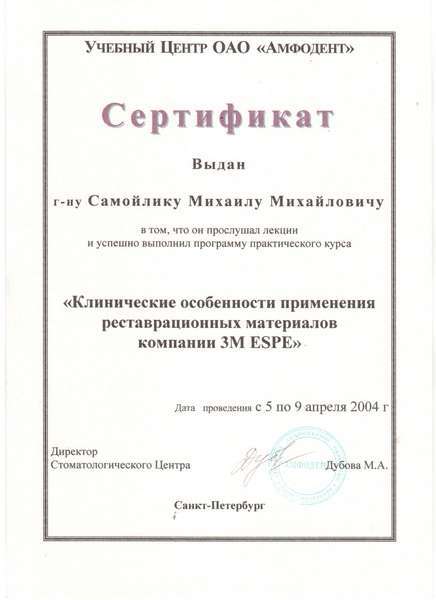 Учебный Центр ОАО «Амфодент»
Сертификат
Выдан
г-ну Самойлику Михаилу Михайловичу
в том, что он прослушал лекции
и успешно выполнил программу практического курса
«Клинические особенности применения
реставрационных материалов
компании 3M ESPE»
Дата проведения с 5 по 9 апреля 2004 г
Директор
Стоматологического Центра
АМФОДЕНТ
Дубова М.А.
Санкт-Петербург